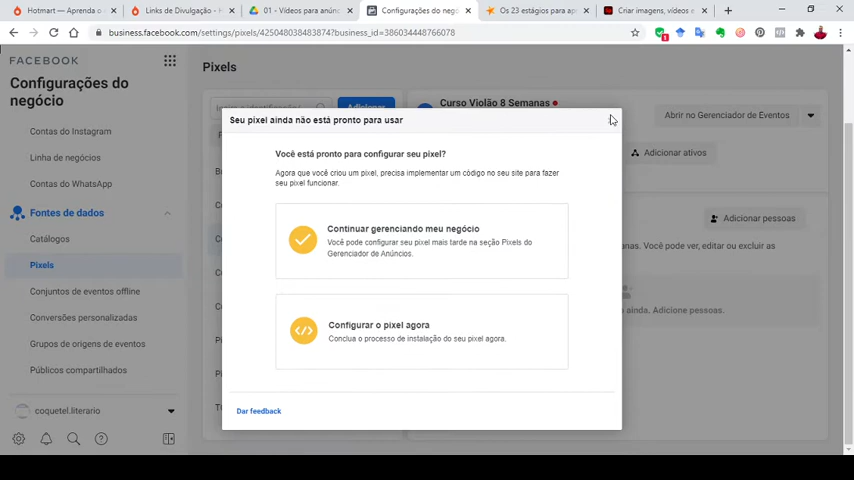 Hotmart — Aprenda o
Links de Divulgação - H
01 - Vídeos para anúnc
Configurações do negó
Os 23 estágios para ap
Criar imagens, vídeos e
business.facebook.com/settings/pixels/425048038483874?business_id=386034448766078
FACEBOOK
Configurações do
negócio
Contas do Instagram
Linha de negócios
Contas do WhatsApp
Fontes de dados
Catálogos
Pixels
Conjuntos de eventos offline
Conversões personalizadas
Grupos de origens de eventos
Públicos compartilhados
coquetel.literario
Pixels
Adicionar
Curso Violão 8 Semanas
Abrir no Gerenciador de Eventos
Adicionar ativos
Adicionar pessoas
anas. Você pode ver, editar ou excluir as
ainda. Adicione pessoas.
Seu pixel ainda não está pronto para usar
Você está pronto para configurar seu pixel?
Agora que você criou um pixel, precisa implementar um código no seu site para fazer
seu pixel funcionar.
Continuar gerenciando meu negócio
Você pode configurar seu pixel mais tarde na seção Pixels do
Gerenciador de Anúncios.
Configurar o pixel agora
Conclua o processo de instalação do seu pixel agora.
Dar feedback